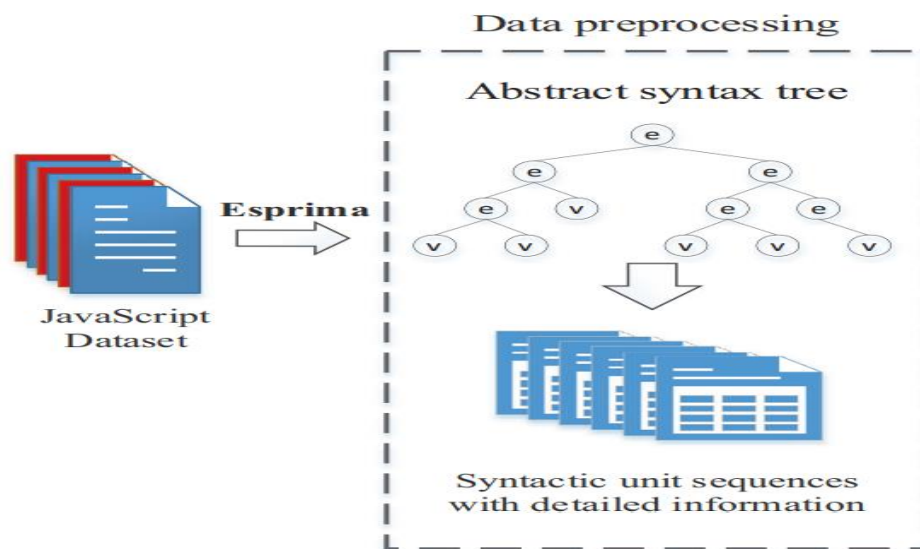 Data preprocessing
Abstract syntax tree
e
e e
e v e e
v v v v v
Esprima
JavaScript
Dataset
Syntactic unit sequences
with detailed information